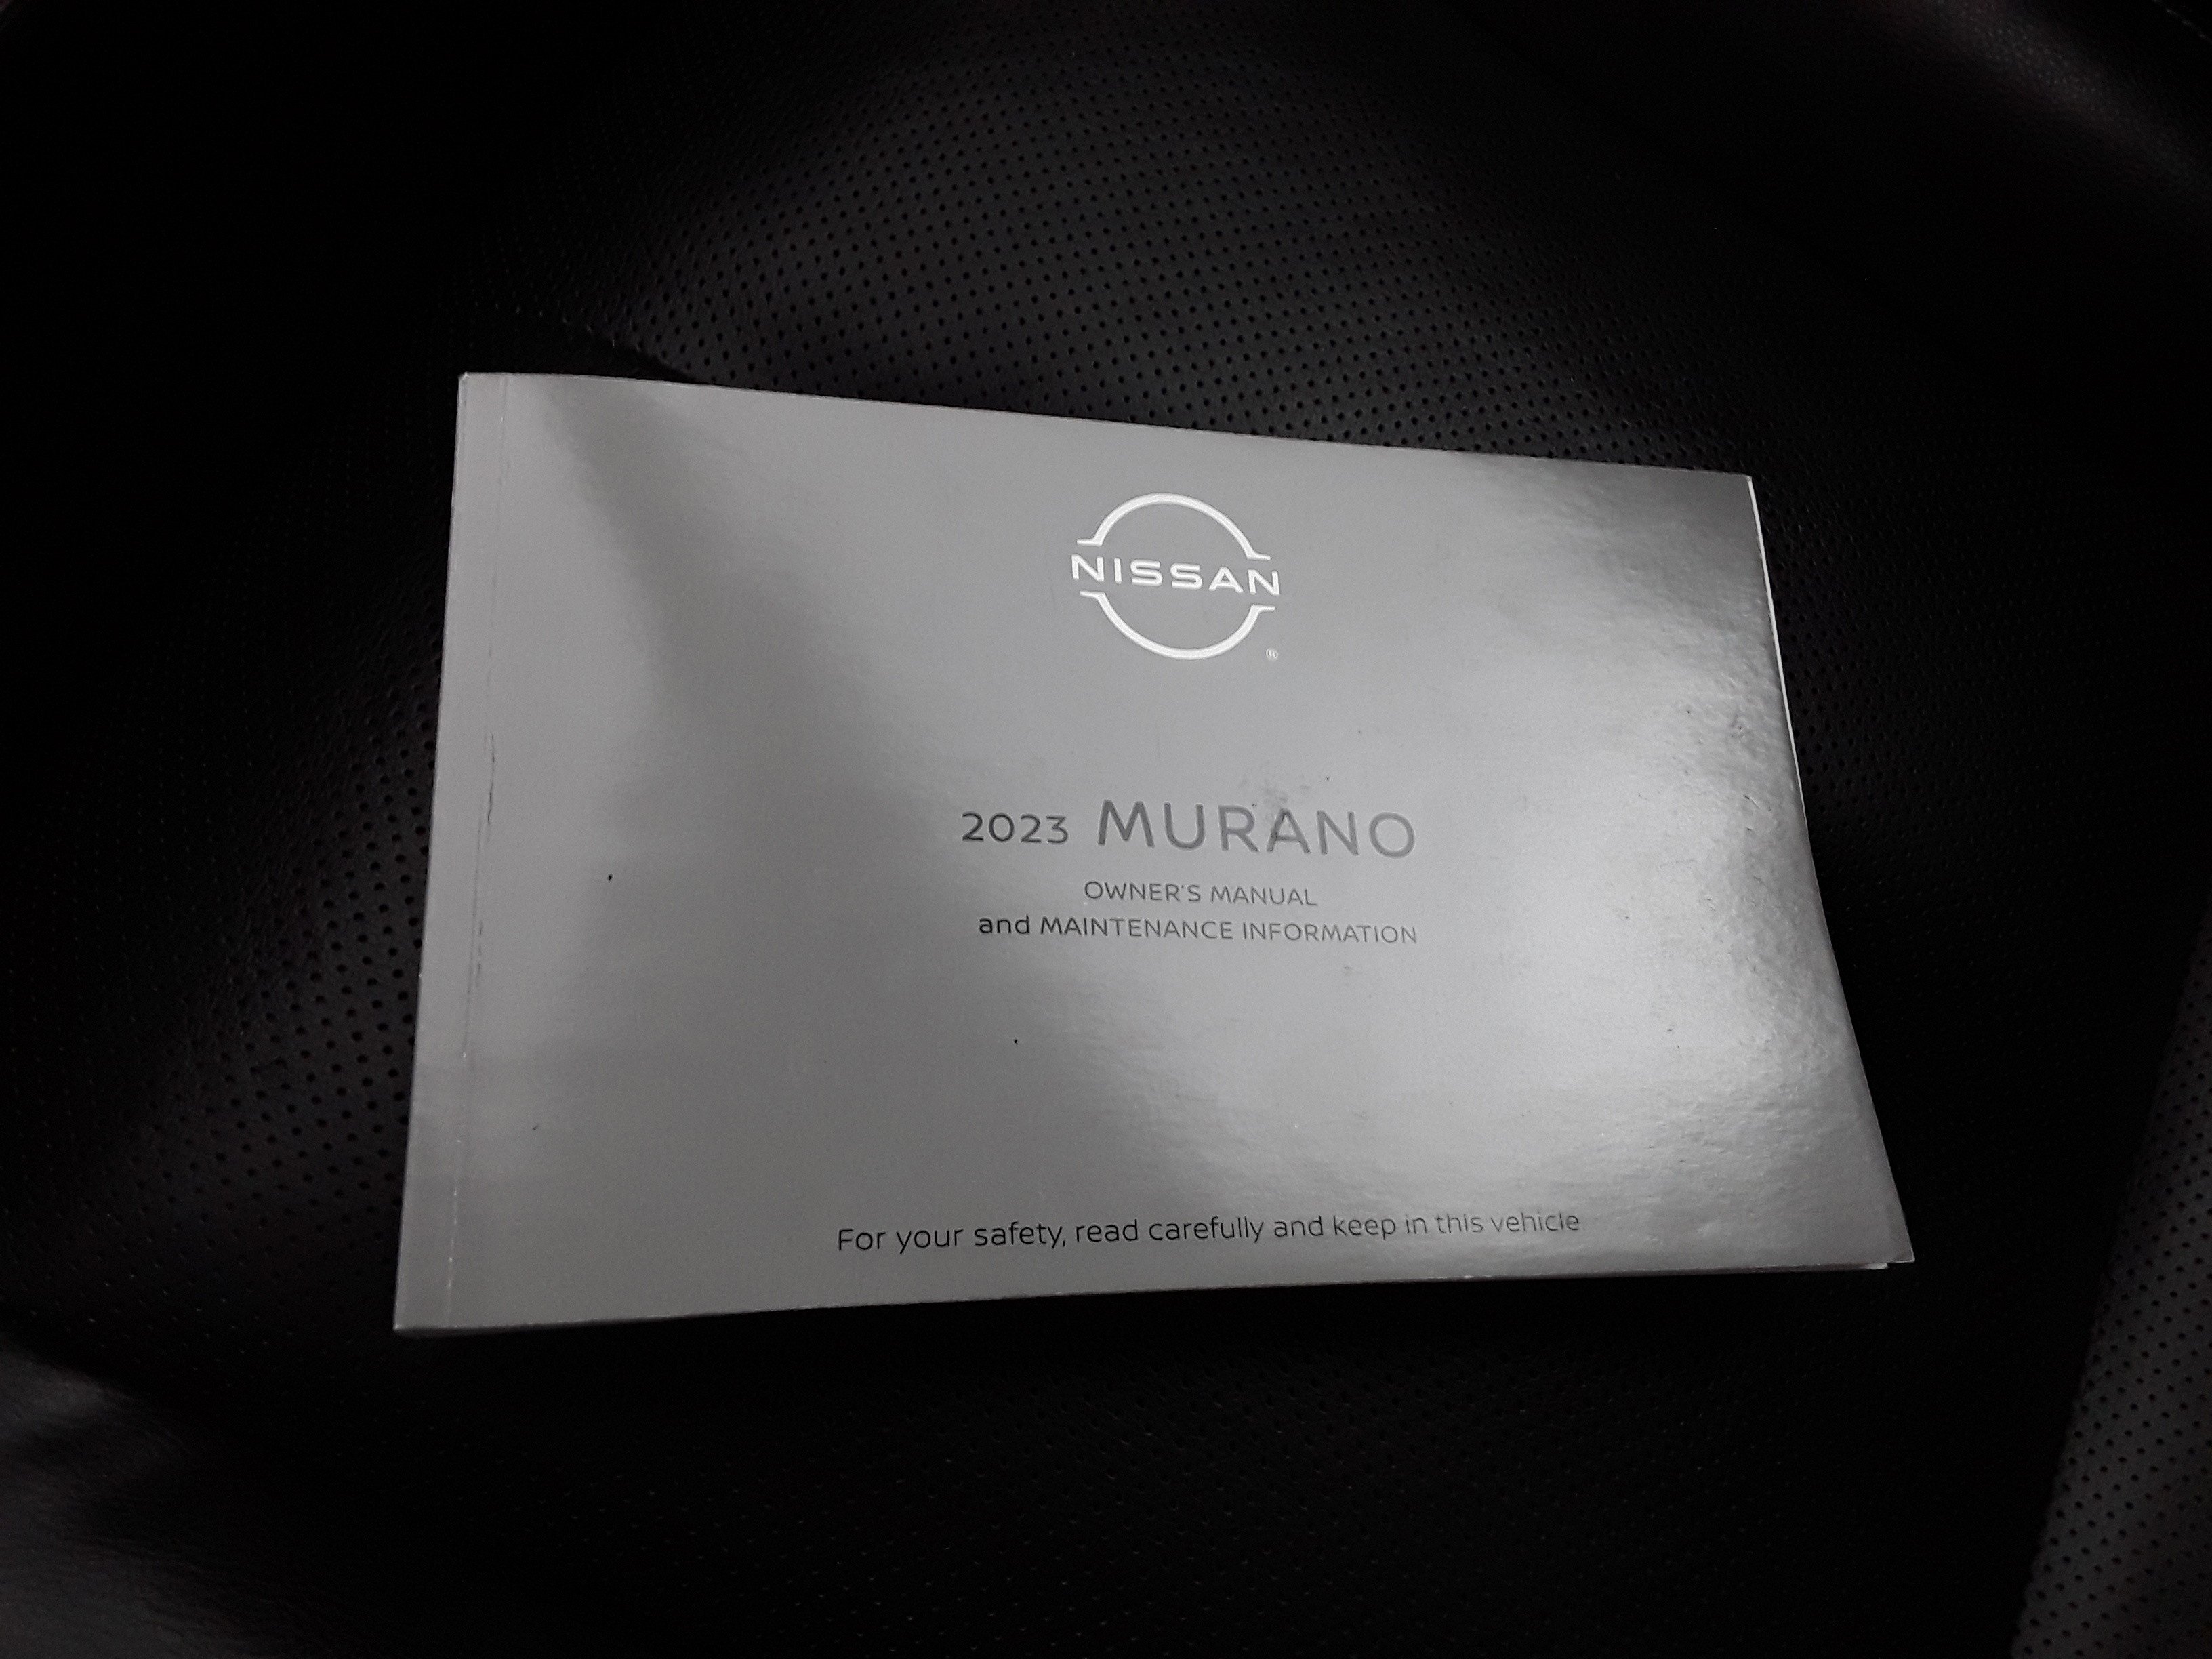 NISSAN
®
2023 MURANO
OWNER'S MANUAL
and MAINTENANCE INFORMATION
For your safety, read carefully and keep in this vehicle